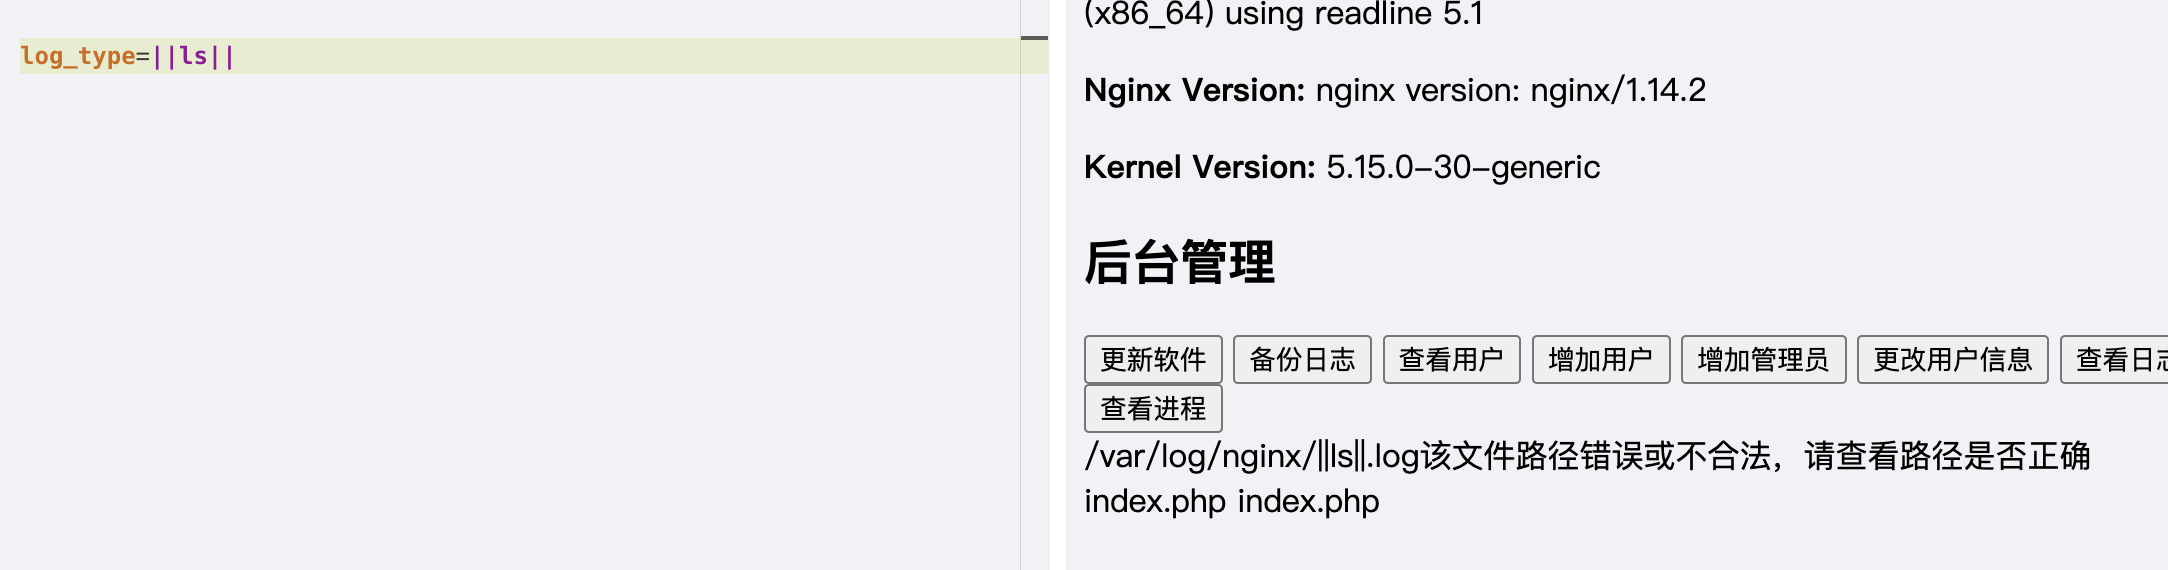 log_type=||ls||
(x86_64) using readline 5.1
Nginx Version: nginx version: nginx/1.14.2
Kernel Version: 5.15.0-30-generic
后台管理
更新软件 备份日志 查看用户 增加用户 增加管理员 更改用户信息 查看日志
查看进程
/var/log/nginx/||ls||.log该文件路径错误或不合法，请查看路径是否正确
index.php index.php